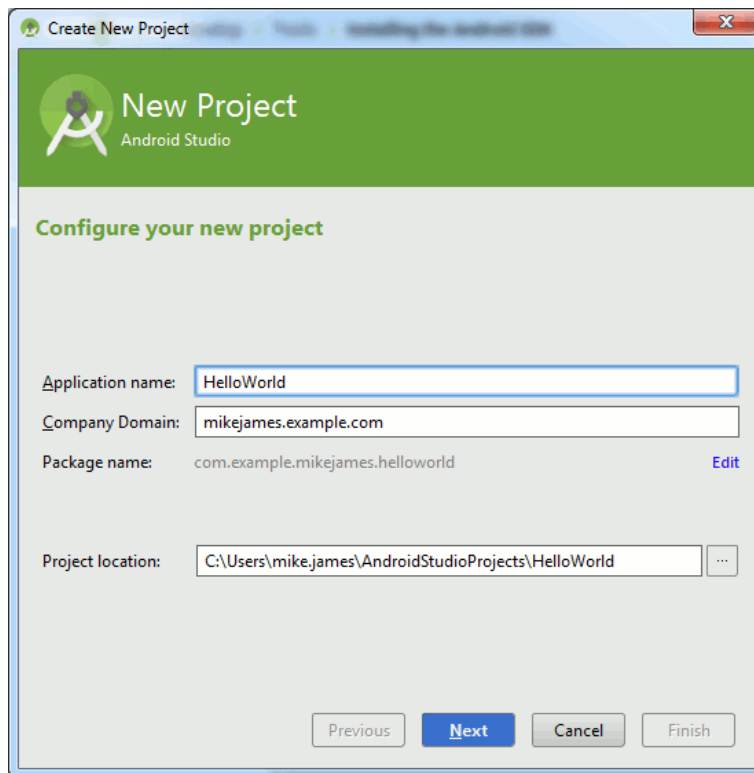 Create New Project
New Project
Android Studio
Configure your new project
Application name: HelloWorld
Company Domain: mikejames.example.com
Package name: com.example.mikejames.helloworld Edit
Project location: C:\Users\mike.james\AndroidStudioProjects\HelloWorld ...
Previous Next Cancel Finish